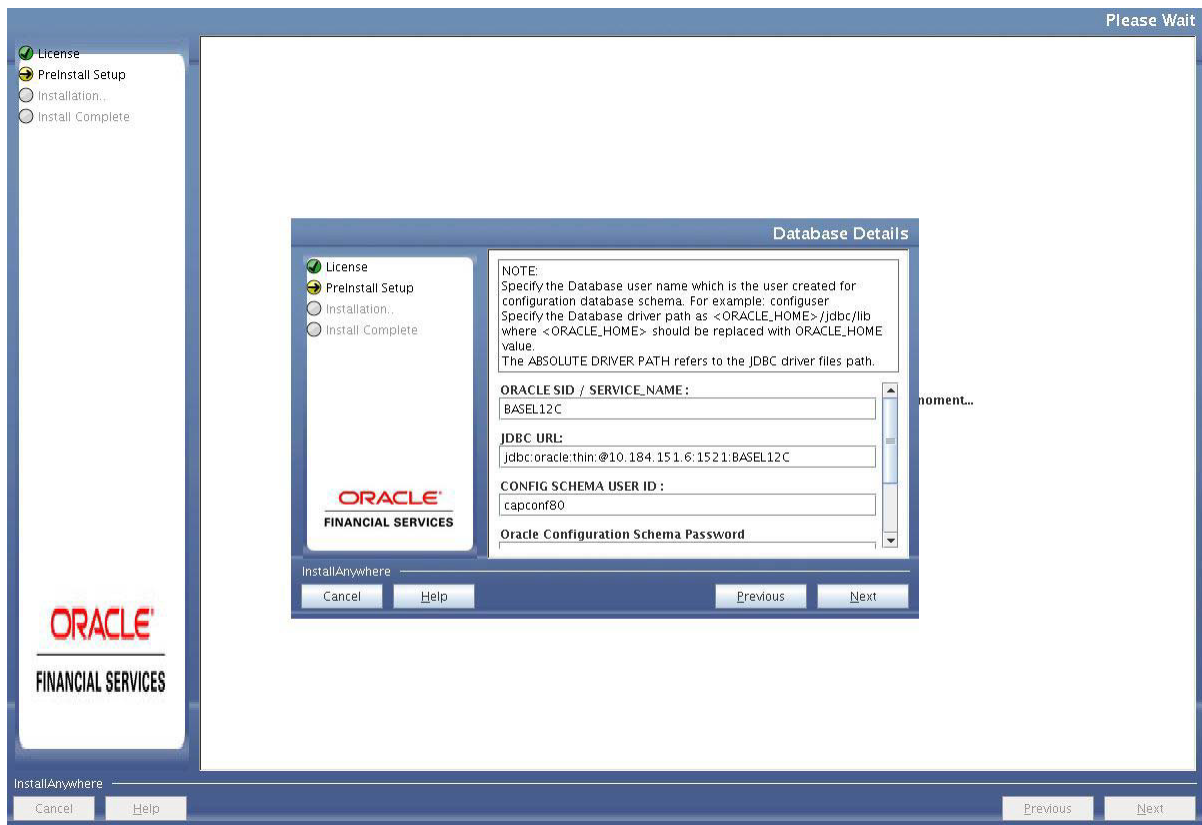 Please Wait
License
PreInstall Setup
Installation..
Install Complete
Database Details
License
PreInstall Setup
Installation..
Install Complete
NOTE:
Specify the Database user name which is the user created for
configuration database schema. For example: configuser
Specify the Database driver path as <ORACLE_HOME>/jdbc/lib
where <ORACLE_HOME> should be replaced with ORACLE_HOME
value.
The ABSOLUTE DRIVER PATH refers to the JDBC driver files path.
ORACLE SID / SERVICE_NAME :
BASEL12C
JDBC URL:
jdbc:oracle:thin:@10.184.151.6:1521:BASEL12C
CONFIG SCHEMA USER ID :
capconf80
Oracle Configuration Schema Password
ORACLE
FINANCIAL SERVICES
InstallAnywhere
Cancel Help Previous Next
moment...
ORACLE
FINANCIAL SERVICES
InstallAnywhere
Cancel Help Previous Next